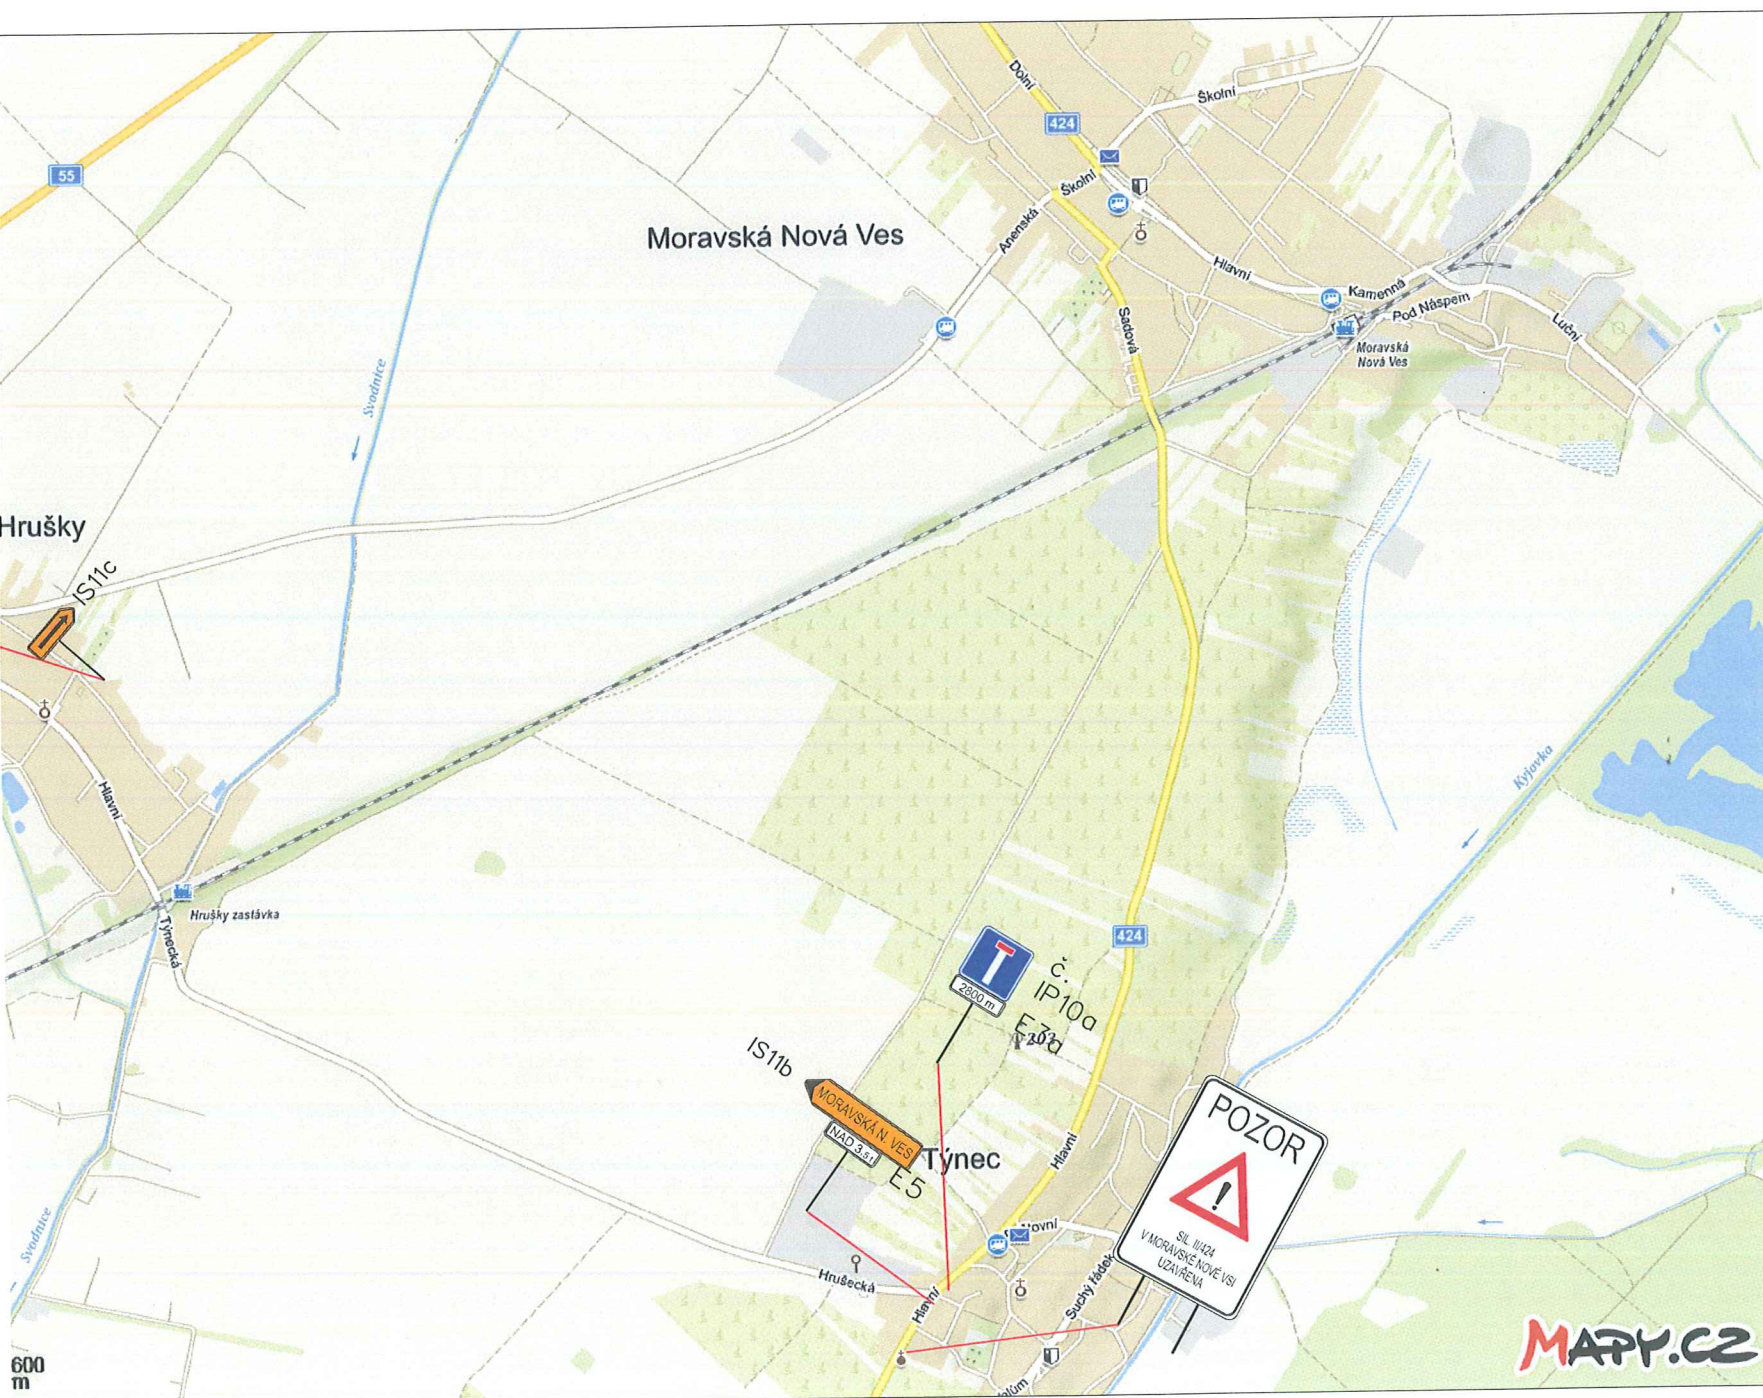 Dolní
Školní
424
55
Školní
Anenská
Moravská Nová Ves
Hlavní
Kamenná
Pod Náspem
Luční
Sadová
Moravská
Nová Ves
Svodnice
Hrušky
IS11c
Hlavní
Kyjovka
Hrušky zastávka
Týnecká
424
2800 m
č.
IP10a
E3a
IS11b
MORAVSKÁ N. VES
NAD 3,5t
E5
Týnec
Hlavní
POZOR
!
SIL. II/424
V MORAVSKÉ NOVÉ VSI
UZAVŘENA
Svodnice
Hrušecká
Hlavní
Suchý řádek
600
m
MAPY.CZ